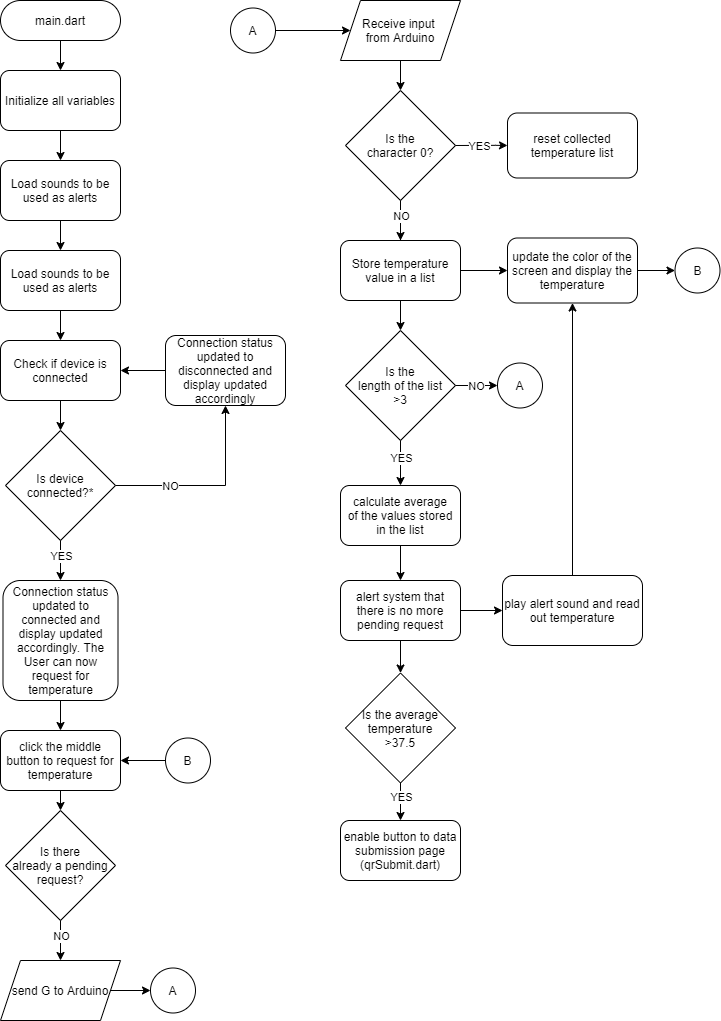 main.dart
Initialize all variables
Load sounds to be
used as alerts
Load sounds to be
used as alerts
Check if device is
connected
Connection status
updated to
disconnected and
display updated
accordingly
Is device
connected?*
NO
YES
Connection status
updated to
connected and
display updated
accordingly. The
User can now
request for
temperature
click the middle
button to request for
temperature
B
Is there
already a pending
request?
NO
send G to Arduino
A
A
Receive input
from Arduino
Is the
character 0?
YES
reset collected
temperature list
NO
Store temperature
value in a list
update the color of the
screen and display the
temperature
B
Is the
length of the list
>3
NO
A
YES
calculate average
of the values stored
in the list
alert system that
there is no more
pending request
play alert sound and read
out temperature
Is the average
temperature
>37.5
YES
enable button to data
submission page
(qrSubmit.dart)